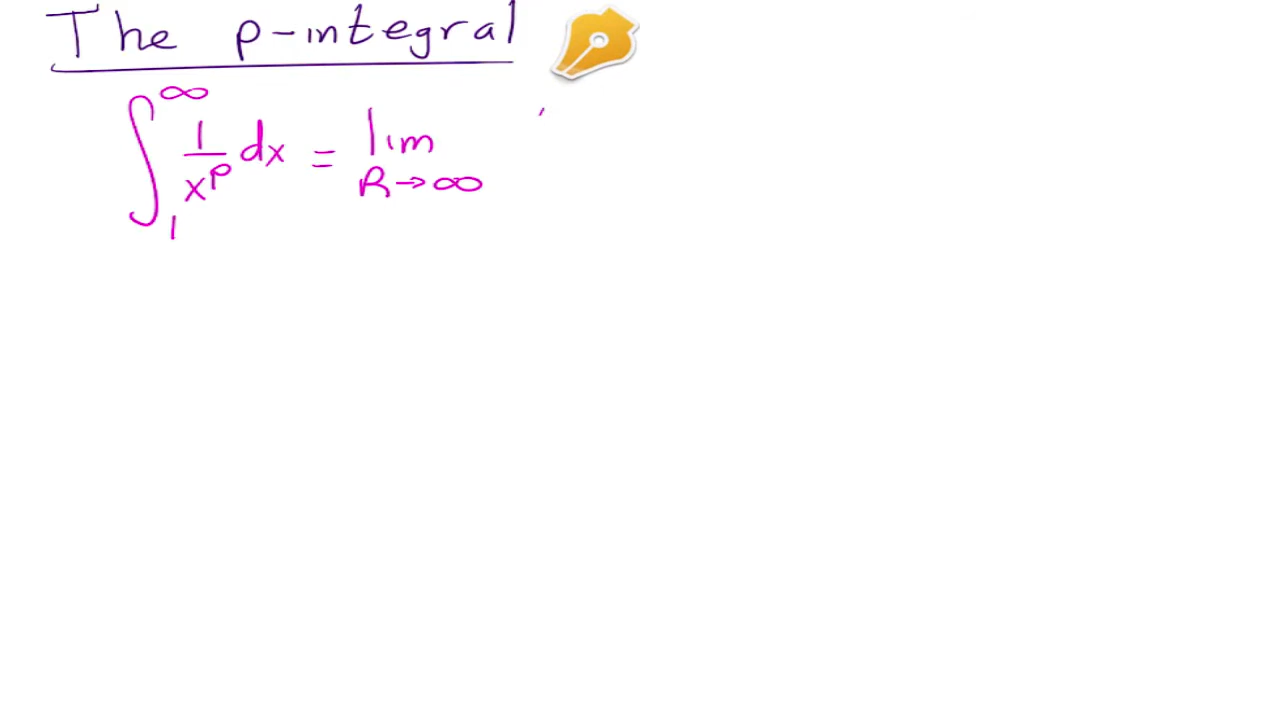 The p-integral
∫₁^∞ 1/x^p dx = lim R→∞